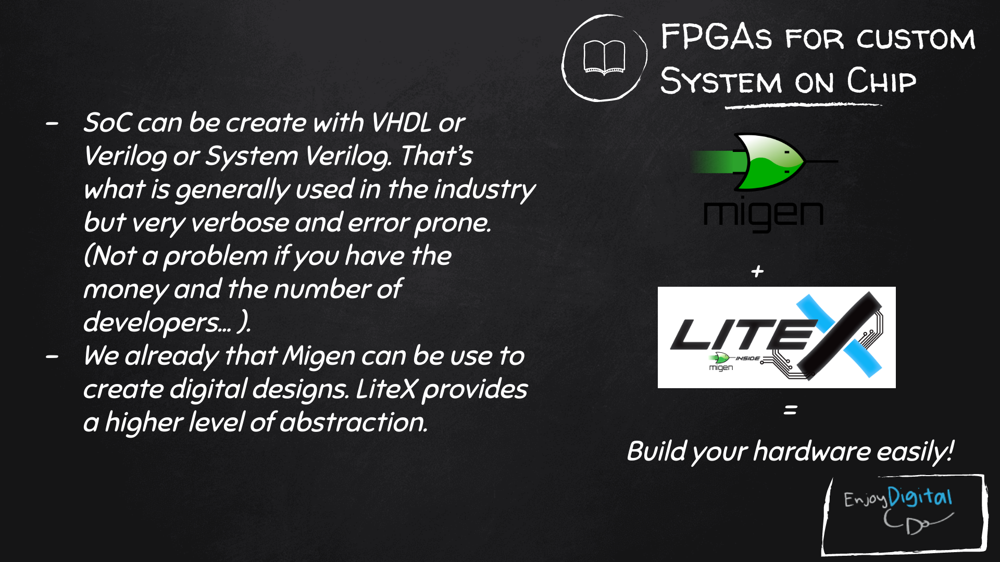 FPGAs for custom
System on Chip
- SoC can be create with VHDL or
Verilog or System Verilog. That's
what is generally used in the industry
but very verbose and error prone.
(Not a problem if you have the
money and the number of
developers... ).
- We already that Migen can be use to
create digital designs. LiteX provides
a higher level of abstraction.
migen
+
LITEX
migen INSIDE
=
Build your hardware easily!
EnjoyDigital